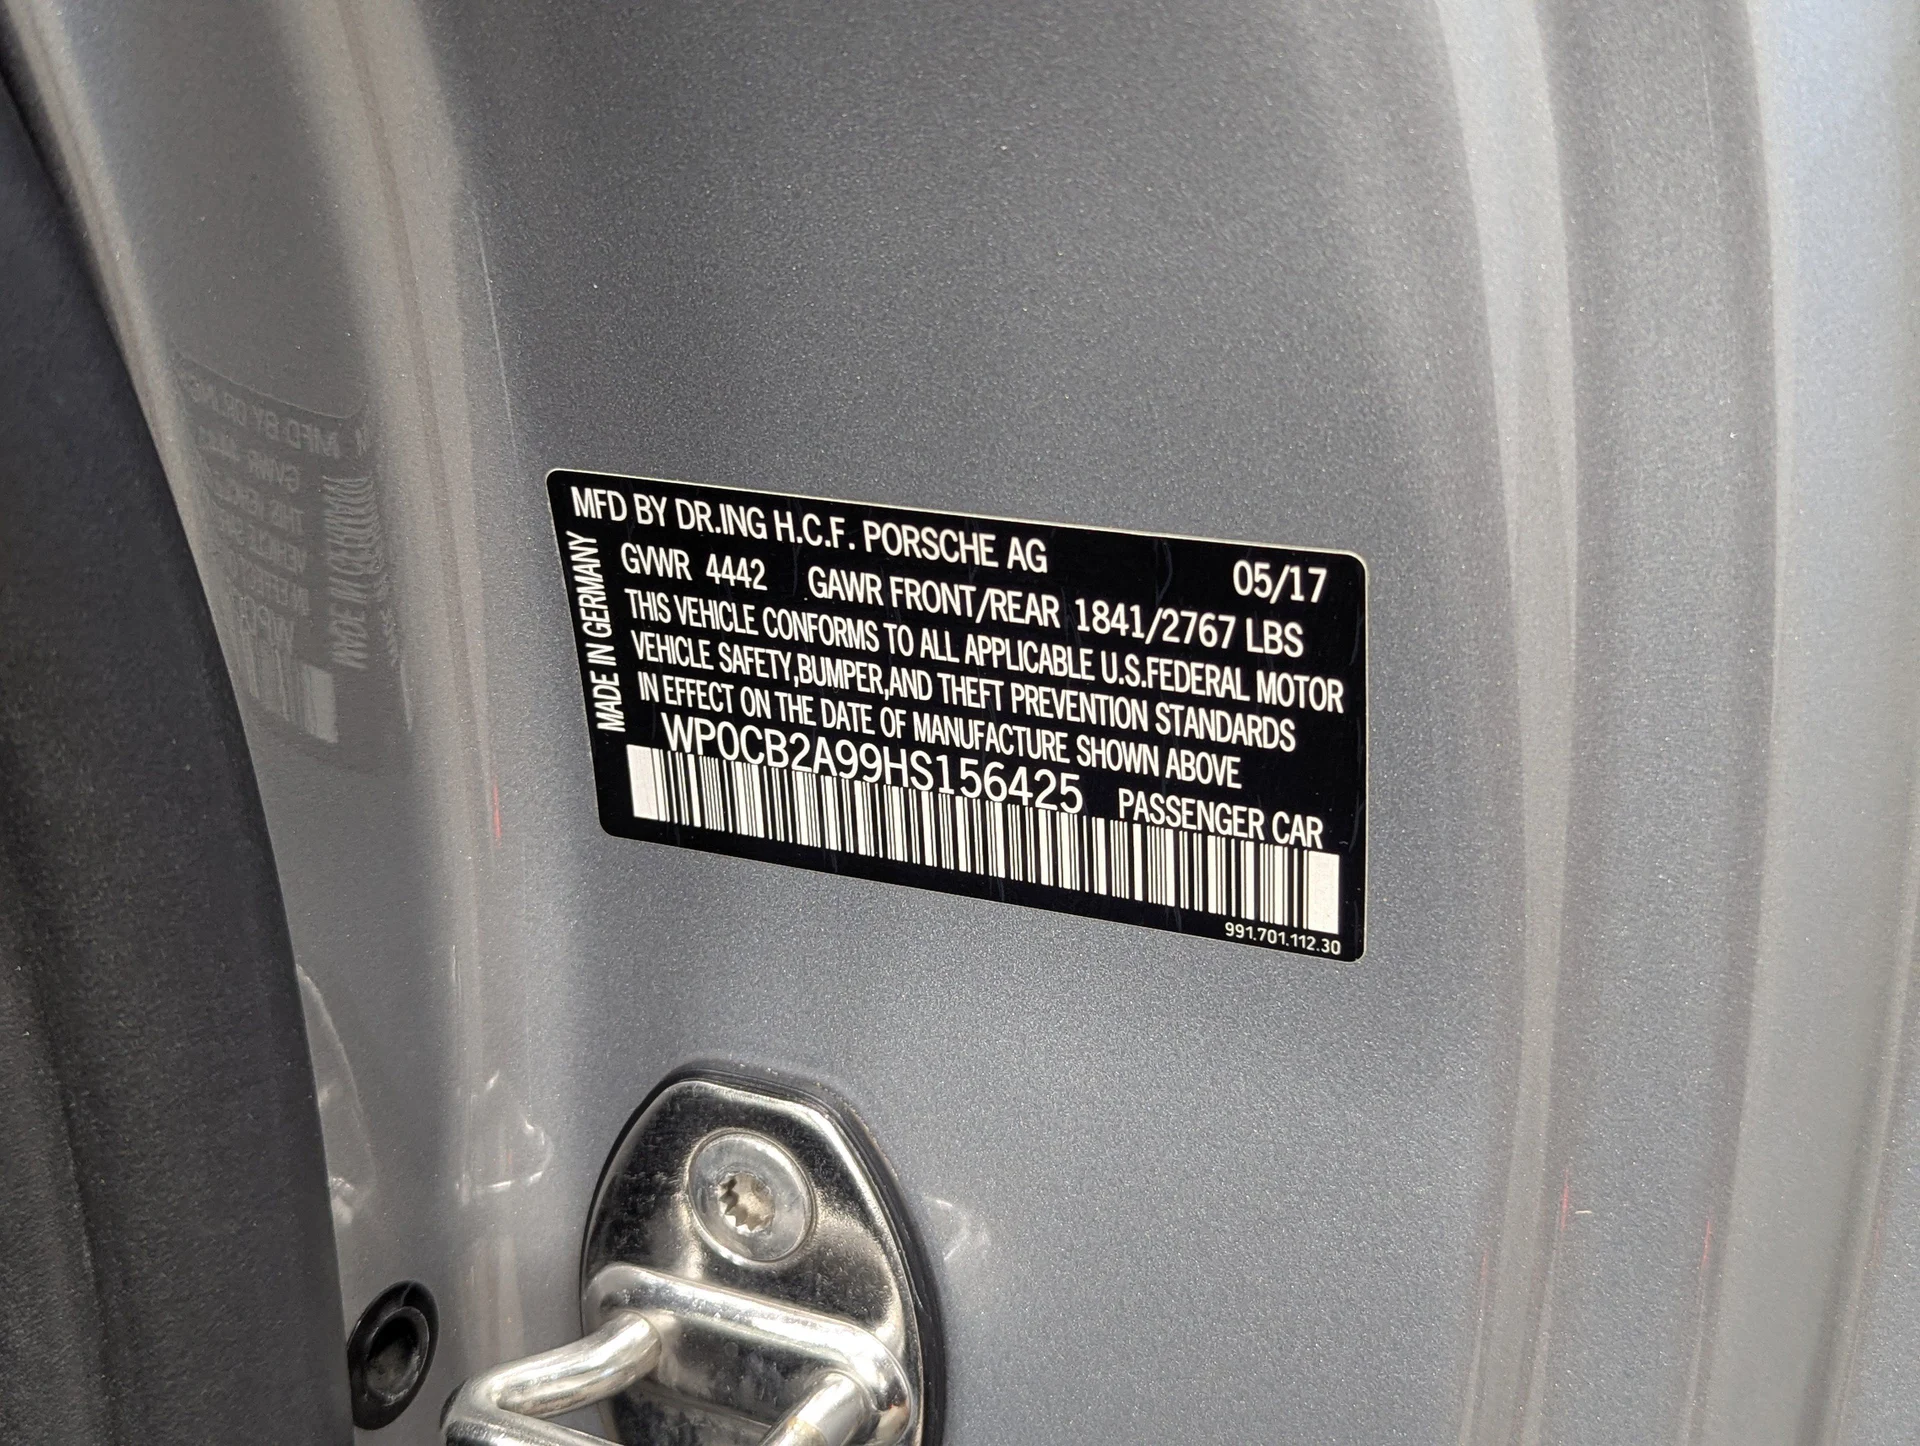 MFD BY DR.ING H.C.F. PORSCHE AG 05/17
MADE IN GERMANY
GVWR 4442 GAWR FRONT/REAR 1841/2767 LBS
THIS VEHICLE CONFORMS TO ALL APPLICABLE U.S.FEDERAL MOTOR
VEHICLE SAFETY,BUMPER,AND THEFT PREVENTION STANDARDS
IN EFFECT ON THE DATE OF MANUFACTURE SHOWN ABOVE
WP0CB2A99HS156425 PASSENGER CAR
991.701.112.30